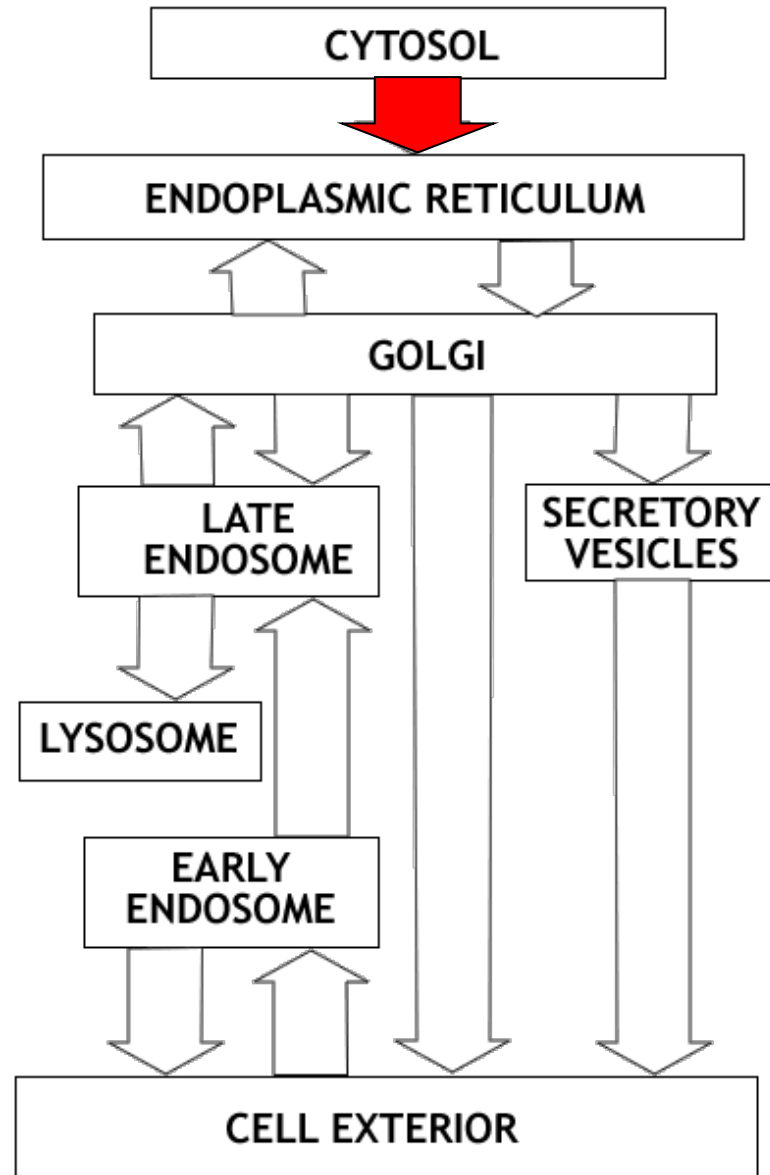 CYTOSOL
ENDOPLASMIC RETICULUM
GOLGI
LATE
ENDOSOME
SECRETORY
VESICLES
LYSOSOME
EARLY
ENDOSOME
CELL EXTERIOR